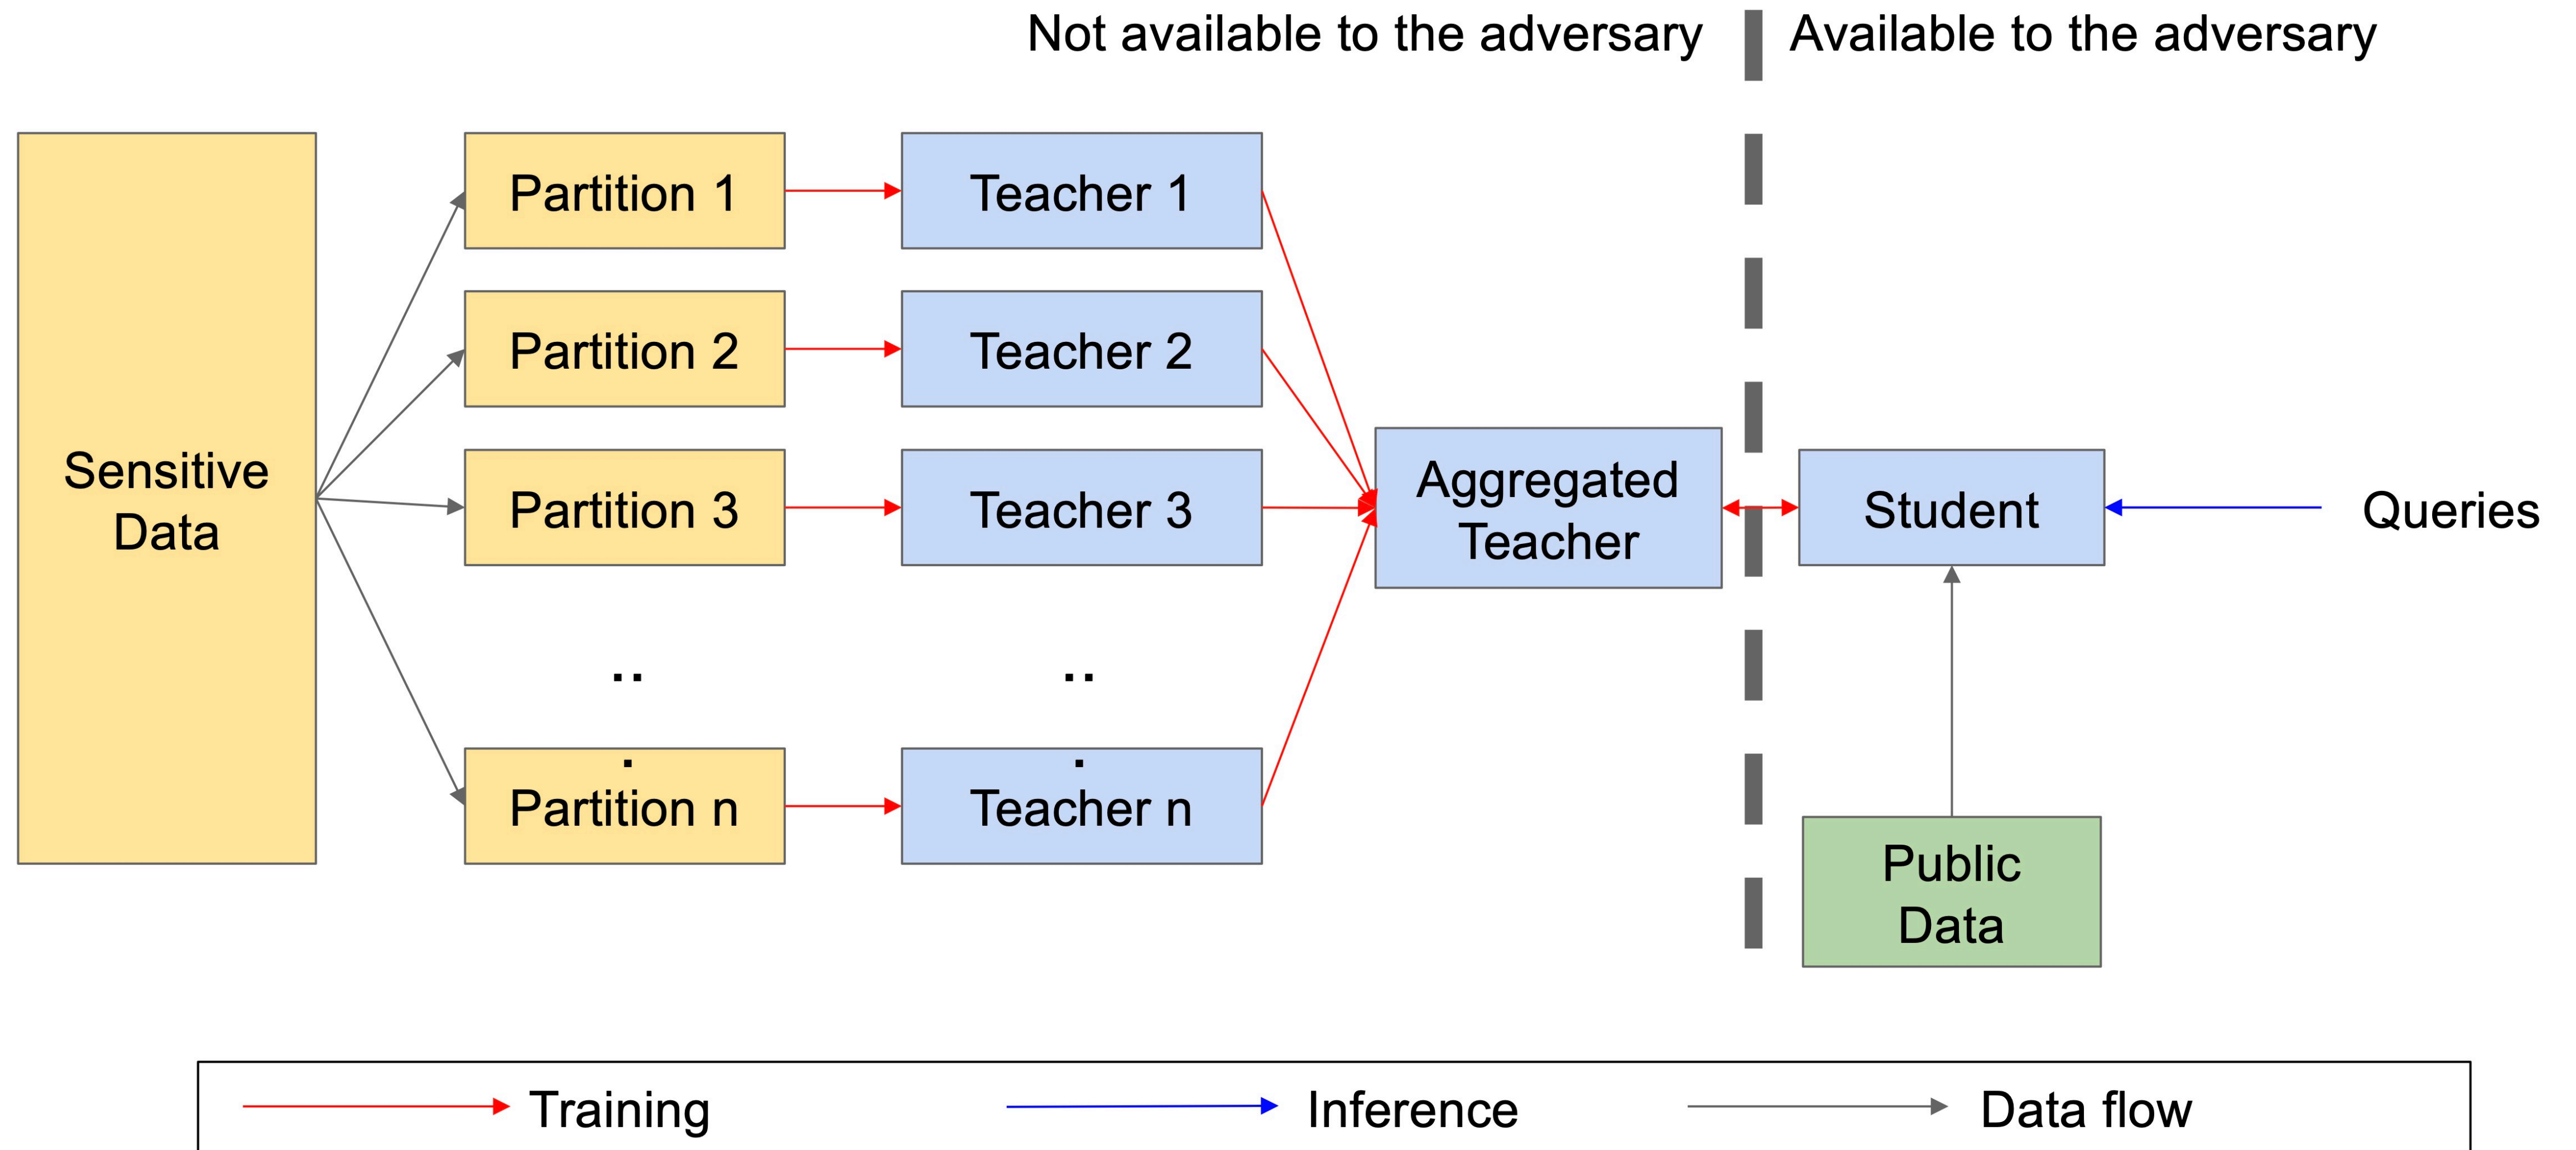 Not available to the adversary
Available to the adversary
Sensitive
Data
Partition 1
Teacher 1
Partition 2
Teacher 2
Partition 3
Teacher 3
..
.
Partition n
..
.
Teacher n
Aggregated
Teacher
Student
Queries
Public
Data
Training
Inference
Data flow